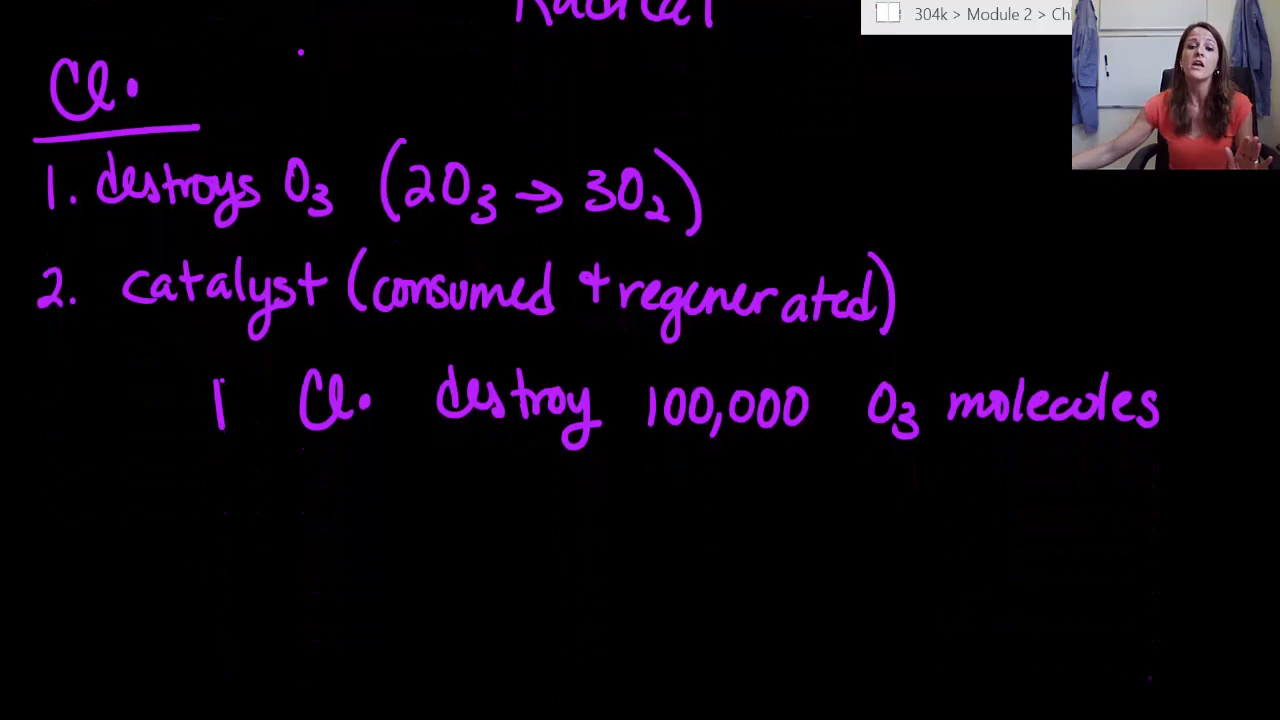 Radical
304k > Module 2 > Ch
Cl•
1. destroys O₃ (2O₃ → 3O₂)
2. catalyst (consumed + regenerated)
1 Cl• destroy 100,000 O₃ molecules